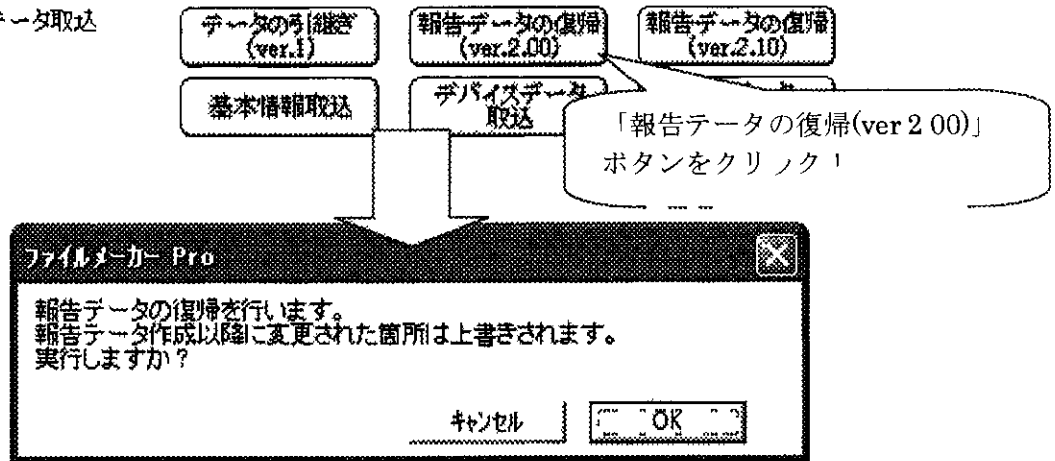 データ取込
データの引継ぎ
(ver.1)
報告データの復帰
(ver.2.00)
報告データの復帰
(ver.2.10)
基本情報取込
デバイスデータ
取込
「報告テータの復帰(ver 2 00)」
ボタンをクリック！
ファイルメーカー Pro
報告データの復帰を行います。
報告データ作成以降に変更された箇所は上書きされます。
実行しますか？
キャンセル
OK